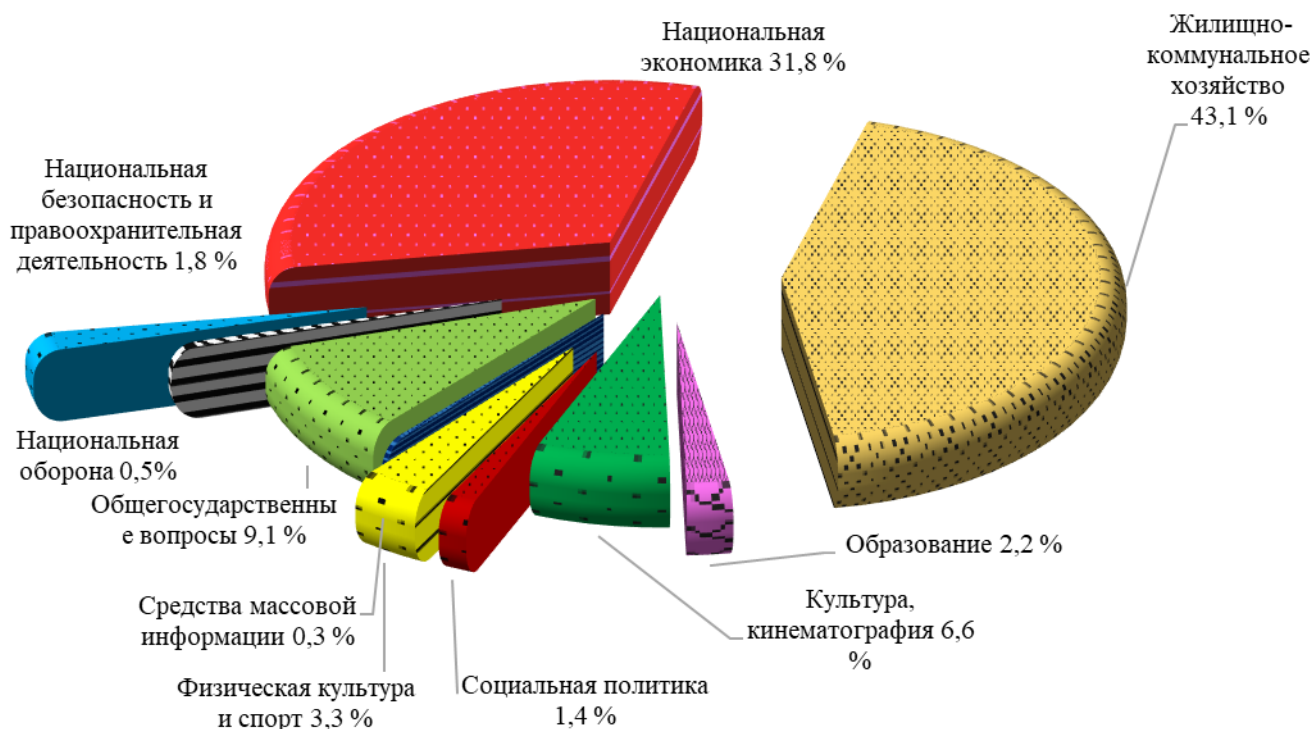 Национальная
экономика 31,8 %
Жилищно-
коммунальное
хозяйство
43,1 %
Национальная
безопасность и
правоохранительная
деятельность 1,8 %
Национальная
оборона 0,5%
Общегосударственны
е вопросы 9,1 %
Средства массовой
информации 0,3 %
Физическая культура
и спорт 3,3 %
Социальная политика
1,4 %
Культура,
кинематография 6,6
%
Образование 2,2 %